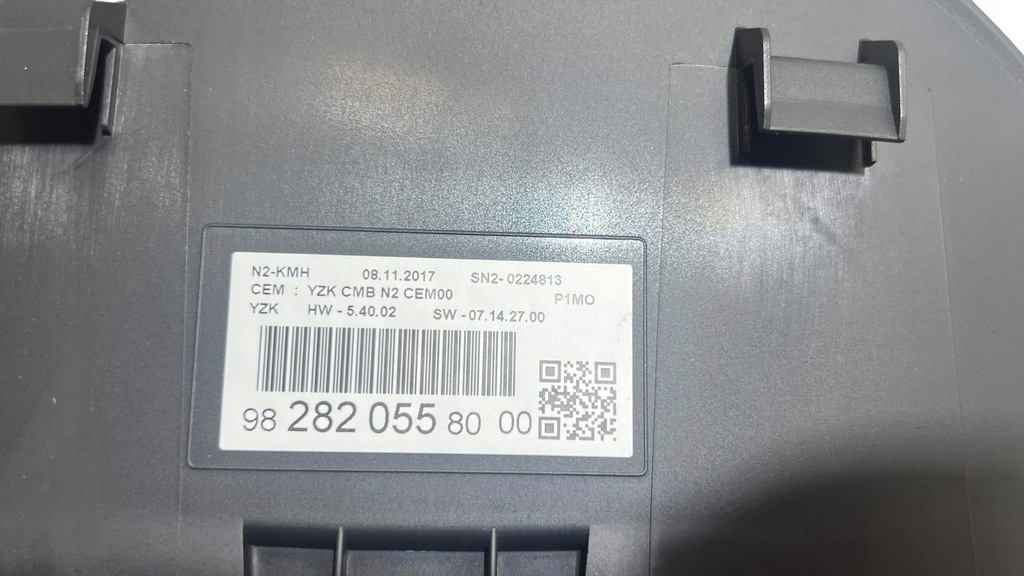 N2-KMH 08.11.2017 SN2- 0224813
CEM : YZK CMB N2 CEM00 P1MO
YZK HW - 5.40.02 SW - 07.14.27.00
98 282 055 80 00